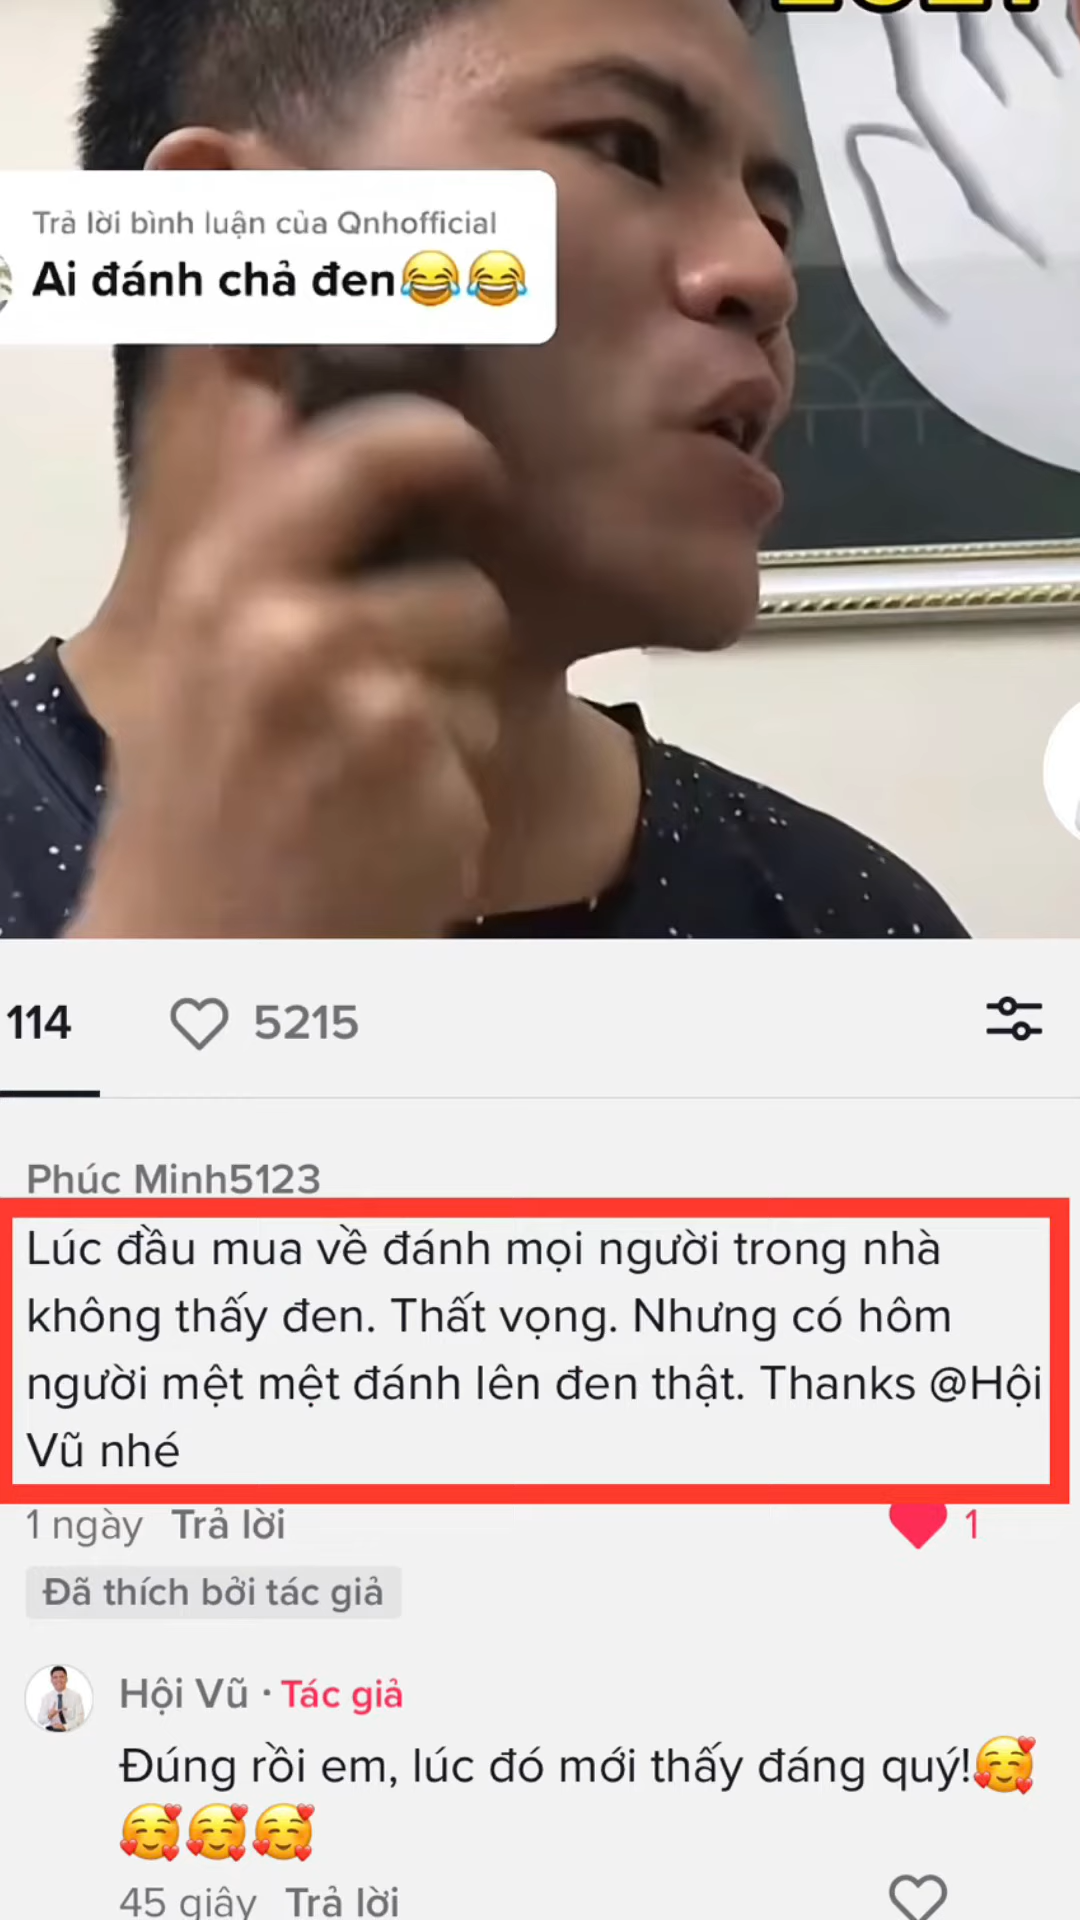 Trả lời bình luận của Qnhofficial
Ai đánh chả đen😂😂
114
5215
Phúc Minh5123
Lúc đầu mua về đánh mọi người trong nhà
không thấy đen. Thất vọng. Nhưng có hôm
người mệt mệt đánh lên đen thật. Thanks @Hội
Vũ nhé
1 ngày Trả lời
1
Đã thích bởi tác giả
Hội Vũ · Tác giả
Đúng rồi em, lúc đó mới thấy đáng quý!🥰
🥰🥰🥰
45 giây Trả lời